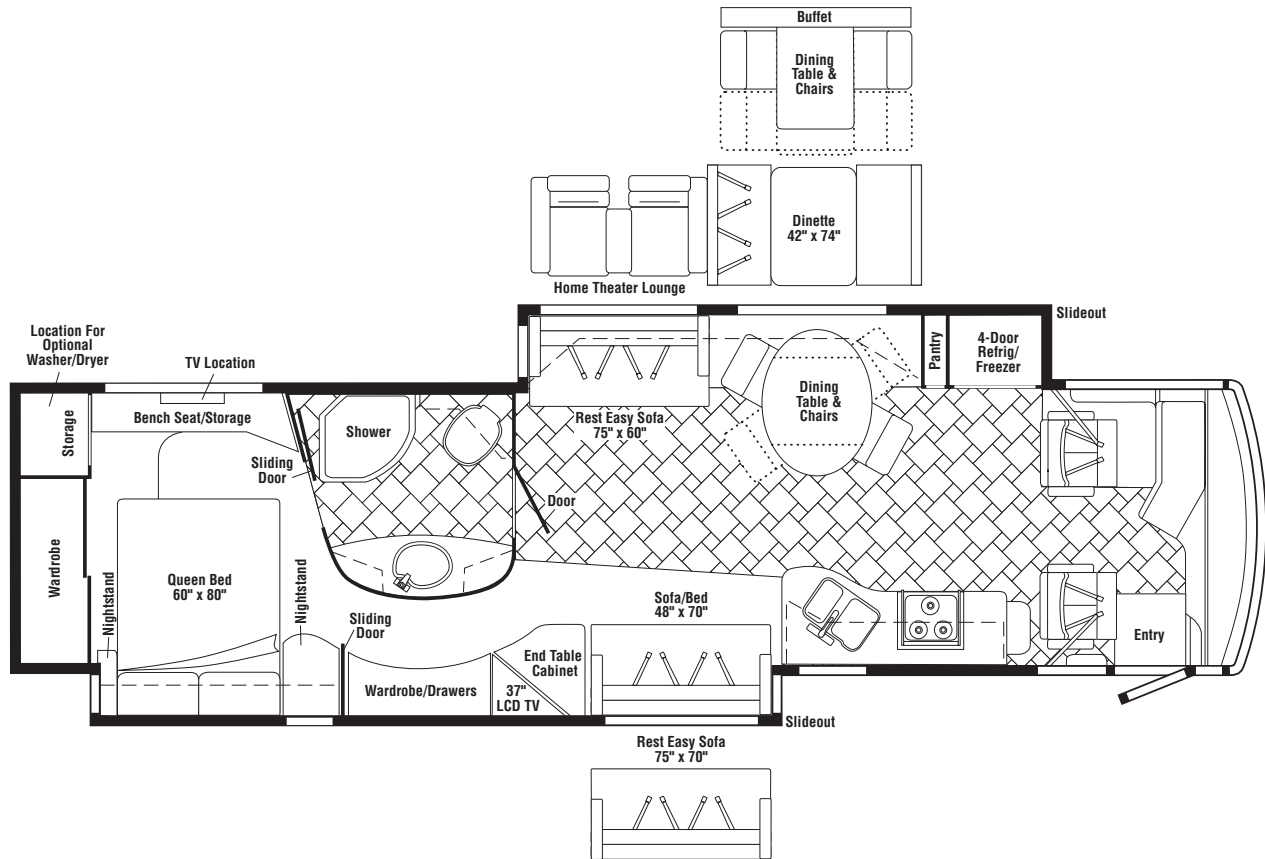 Buffet
Dining
Table &
Chairs
Dinette
42" x 74"
Home Theater Lounge
Slideout
Location For
Optional
Washer/Dryer
TV Location
Pantry
4-Door
Refrig/
Freezer
Storage
Bench Seat/Storage
Shower
Rest Easy Sofa
75" x 60"
Dining
Table &
Chairs
Sliding
Door
Door
Wardrobe
Nightstand
Queen Bed
60" x 80"
Nightstand
Sliding
Door
Sofa/Bed
48" x 70"
Entry
Wardrobe/Drawers
End Table
Cabinet
37"
LCD TV
Slideout
Rest Easy Sofa
75" x 70"